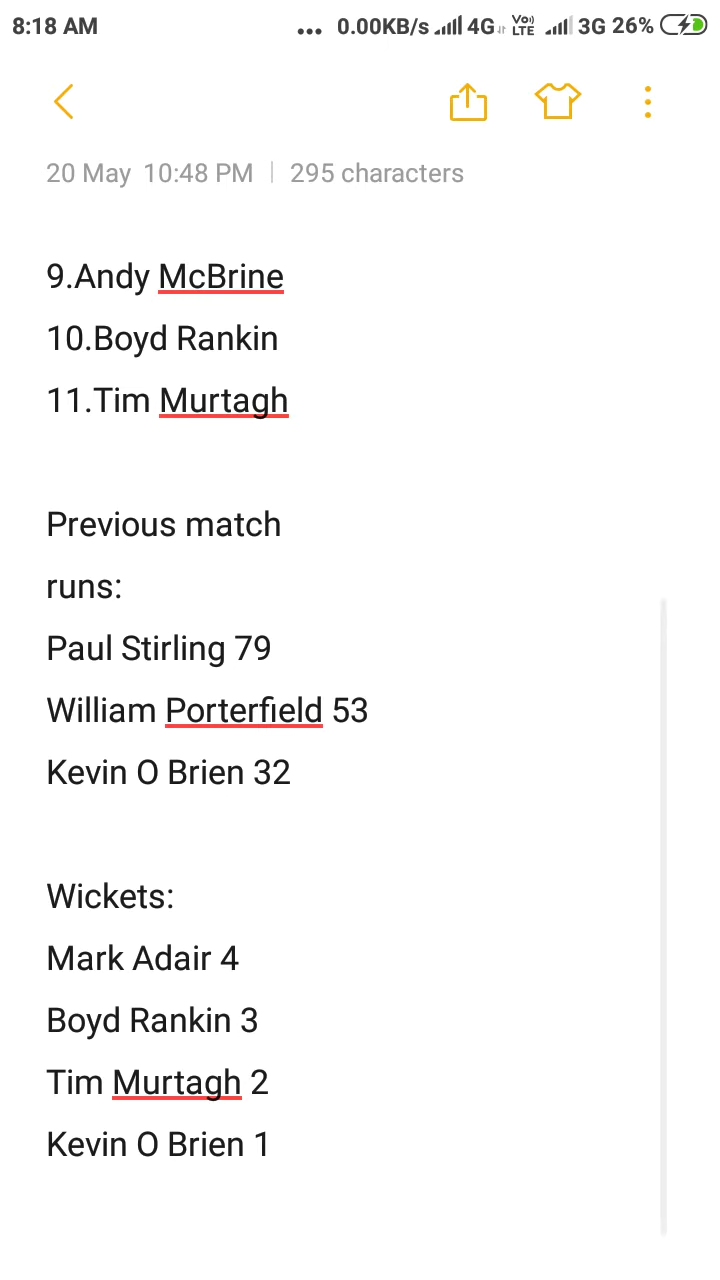 8:18 AM ... 0.00KB/s 4G VoLTE 3G 26%
20 May 10:48 PM | 295 characters
9.Andy McBrine
10.Boyd Rankin
11.Tim Murtagh
Previous match
runs:
Paul Stirling 79
William Porterfield 53
Kevin O Brien 32
Wickets:
Mark Adair 4
Boyd Rankin 3
Tim Murtagh 2
Kevin O Brien 1